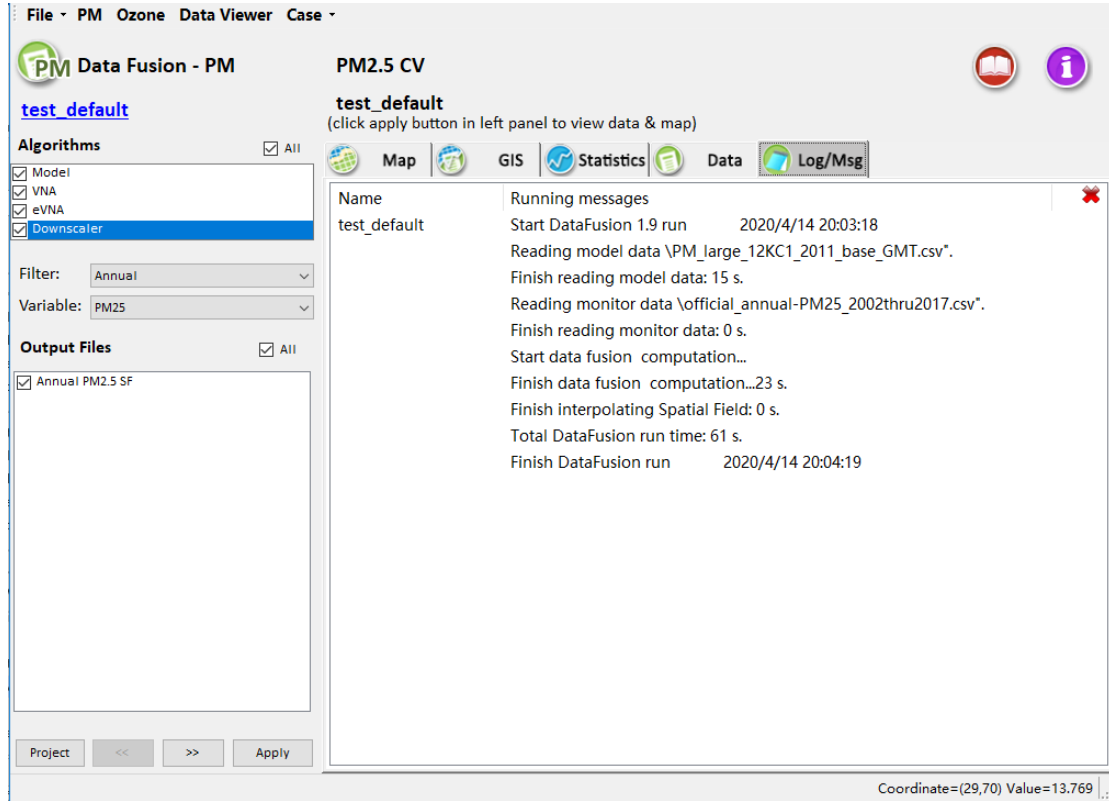 File PM Ozone Data Viewer Case
PM Data Fusion - PM
PM2.5 CV
test_default
test_default
(click apply button in left panel to view data & map)
Algorithms
All
Model
VNA
eVNA
Downscaler
Filter: Annual
Variable: PM25
Output Files
All
Annual PM2.5 SF
Map GIS Statistics Data Log/Msg
Name Running messages
test_default Start DataFusion 1.9 run 2020/4/14 20:03:18
Reading model data \PM_large_12KC1_2011_base_GMT.csv".
Finish reading model data: 15 s.
Reading monitor data \official_annual-PM25_2002thru2017.csv".
Finish reading monitor data: 0 s.
Start data fusion computation...
Finish data fusion computation...23 s.
Finish interpolating Spatial Field: 0 s.
Total DataFusion run time: 61 s.
Finish DataFusion run 2020/4/14 20:04:19
Project << >> Apply
Coordinate=(29,70) Value=13.769